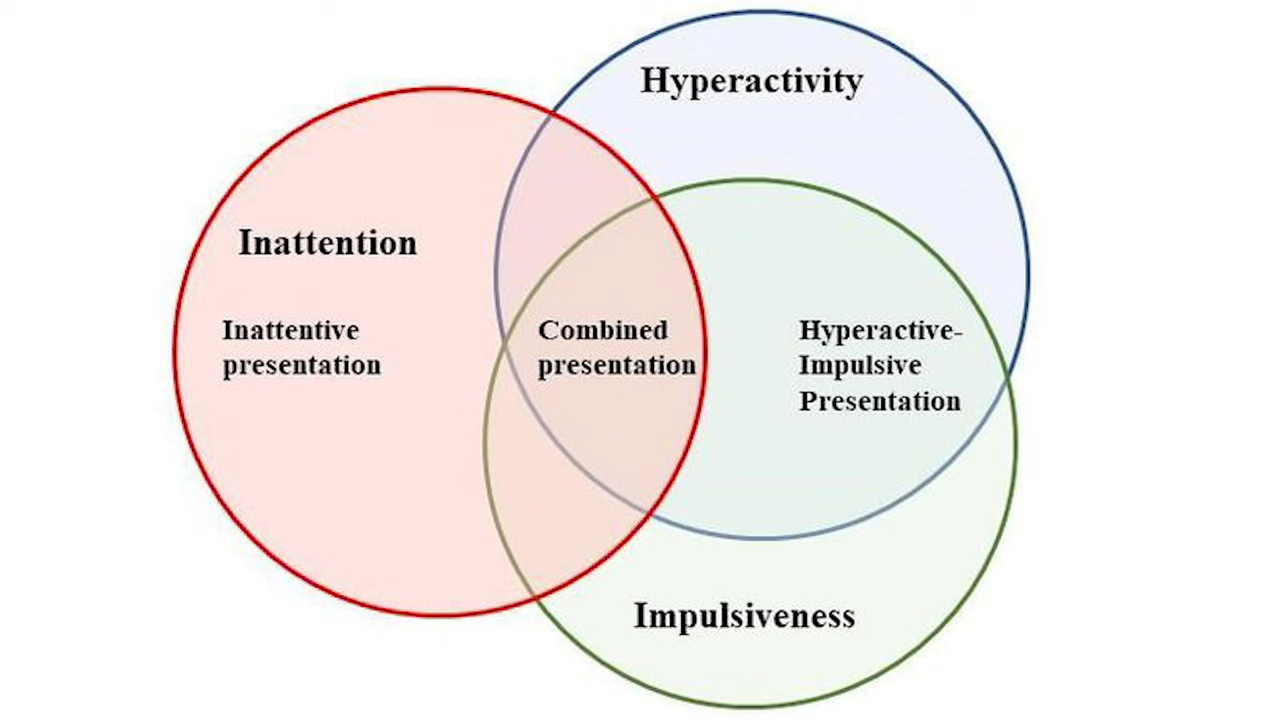 Hyperactivity
Inattention
Inattentive
presentation
Combined
presentation
Hyperactive-
Impulsive
Presentation
Impulsiveness